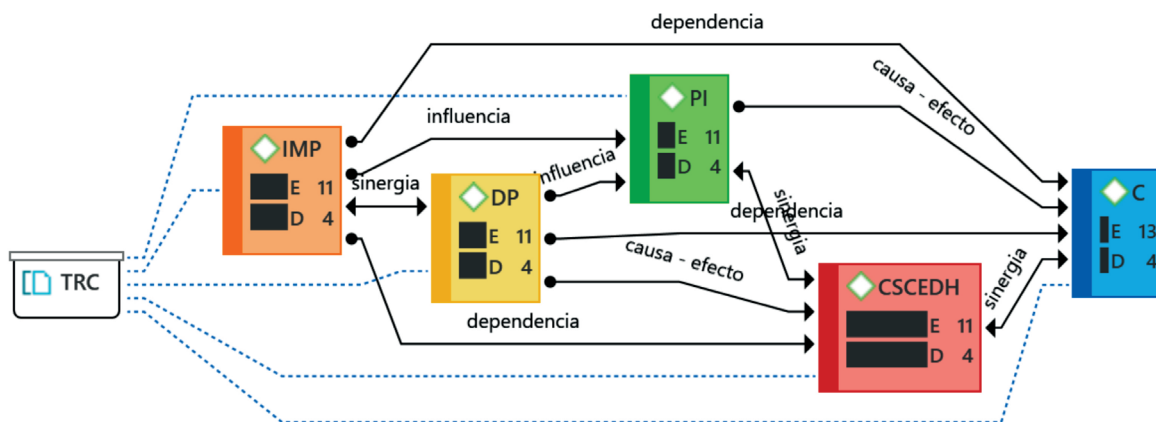 dependencia
causa - efecto
PI
E 11
D 4
influencia
IMP
E 11
D 4
sinergia
influencia
DP
E 11
D 4
sinergia
dependencia
C
E 13
D 4
causa - efecto
sinergia
TRC
CSCEDH
E 11
D 4
dependencia